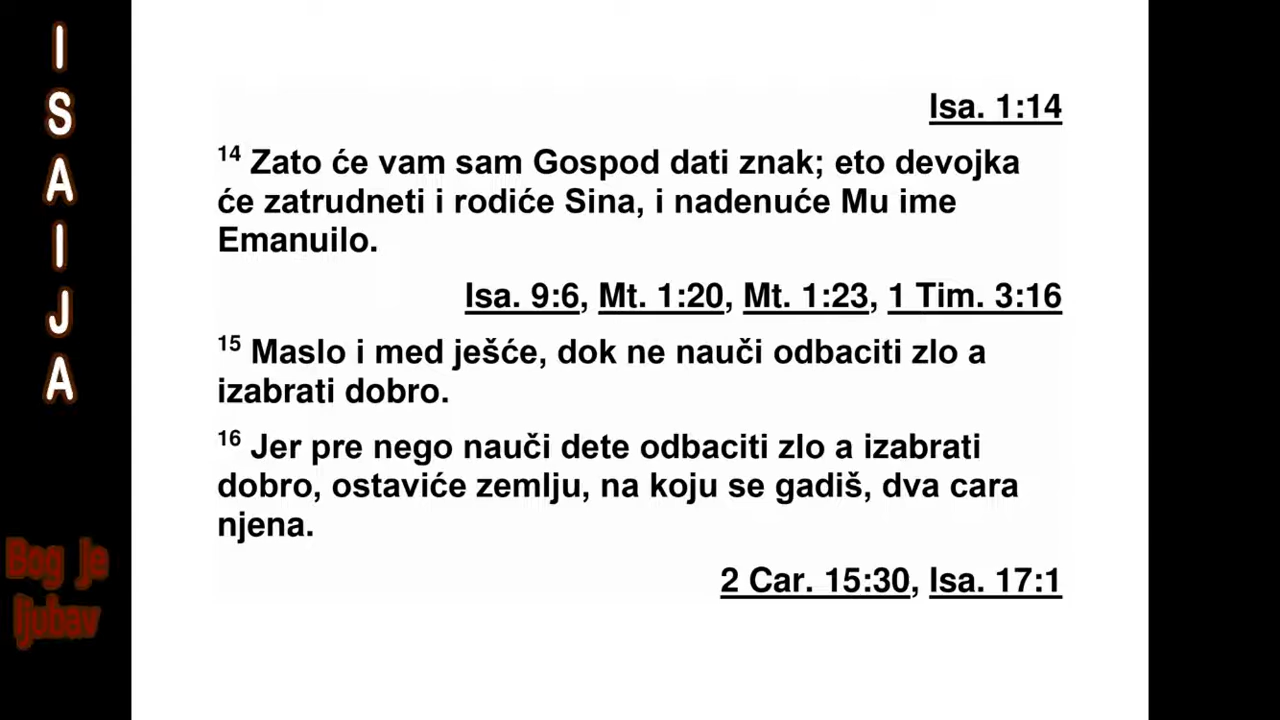 ISAIJA
Bog je
ljubav
Isa. 1:14
14 Zato će vam sam Gospod dati znak; eto devojka
će zatrudneti i rodiće Sina, i nadenuće Mu ime
Emanuilo.
Isa. 9:6, Mt. 1:20, Mt. 1:23, 1 Tim. 3:16
15 Maslo i med ješće, dok ne nauči odbaciti zlo a
izabrati dobro.
16 Jer pre nego nauči dete odbaciti zlo a izabrati
dobro, ostaviće zemlju, na koju se gadiš, dva cara
njena.
2 Car. 15:30, Isa. 17:1